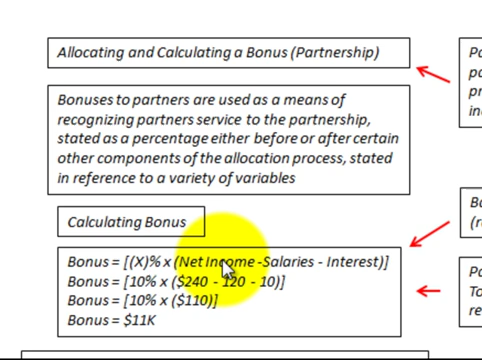 Allocating and Calculating a Bonus (Partnership)
Bonuses to partners are used as a means of
recognizing partners service to the partnership,
stated as a percentage either before or after certain
other components of the allocation process, stated
in reference to a variety of variables
Calculating Bonus
Bonus = [(X)% x (Net Income -Salaries - Interest)]
Bonus = [10% x ($240 - 120 - 10)]
Bonus = [10% x ($110)]
Bonus = $11K